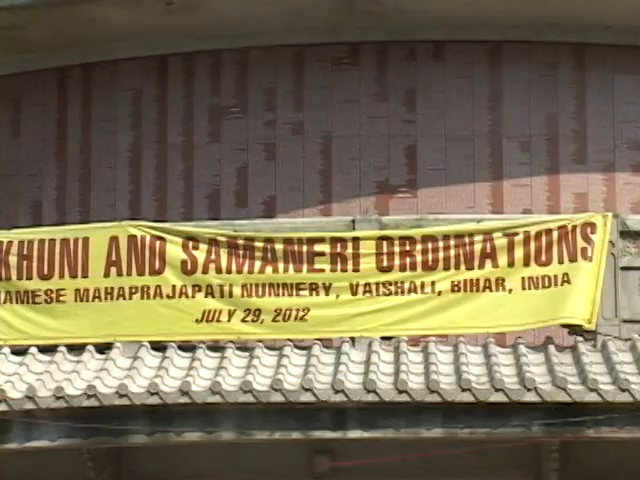 KHUNI AND SAMANERI ORDINATIONS
AMESE MAHAPRAJAPATI NUNNERY, VAISHALI, BIHAR, INDIA
JULY 29, 2012